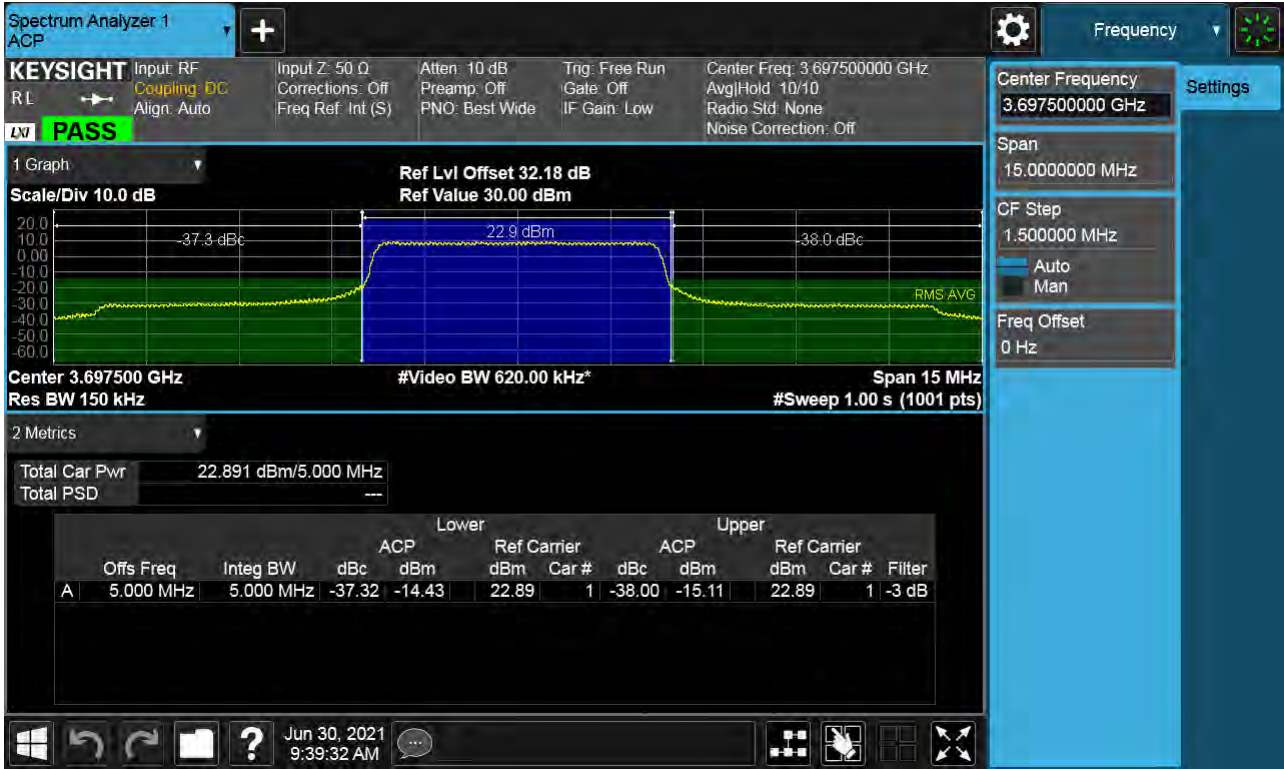 Spectrum Analyzer 1
ACP
Frequency
KEYSIGHT
RL
LXI
PASS
Input: RF
Coupling: DC
Align: Auto
Input Z: 50 Ω
Corrections: Off
Freq Ref: Int (S)
Atten: 10 dB
Preamp: Off
PNO: Best Wide
Trig: Free Run
Gate: Off
IF Gain: Low
Center Freq: 3.697500000 GHz
Avg|Hold: 10/10
Radio Std: None
Noise Correction: Off
1 Graph
Scale/Div 10.0 dB
Ref Lvl Offset 32.18 dB
Ref Value 30.00 dBm
20.0
10.0
0.00
-10.0
-20.0
-30.0
-40.0
-50.0
-60.0
-37.3 dBc
22.9 dBm
-38.0 dBc
RMS AVG
Center 3.697500 GHz
#Video BW 620.00 kHz*
Span 15 MHz
Res BW 150 kHz
#Sweep 1.00 s (1001 pts)
2 Metrics
Total Car Pwr 22.891 dBm/5.000 MHz
Total PSD ---
Lower Upper
ACP Ref Carrier ACP Ref Carrier
Offs Freq Integ BW dBc dBm dBm Car # dBc dBm dBm Car # Filter
A 5.000 MHz 5.000 MHz -37.32 -14.43 22.89 1 -38.00 -15.11 22.89 1 -3 dB
Jun 30, 2021
9:39:32 AM
Center Frequency
3.697500000 GHz
Span
15.0000000 MHz
CF Step
1.500000 MHz
Auto
Man
Freq Offset
0 Hz
Settings